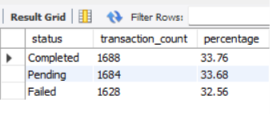 Result Grid Filter Rows:
status transaction_count percentage
Completed 1688 33.76
Pending 1684 33.68
Failed 1628 32.56